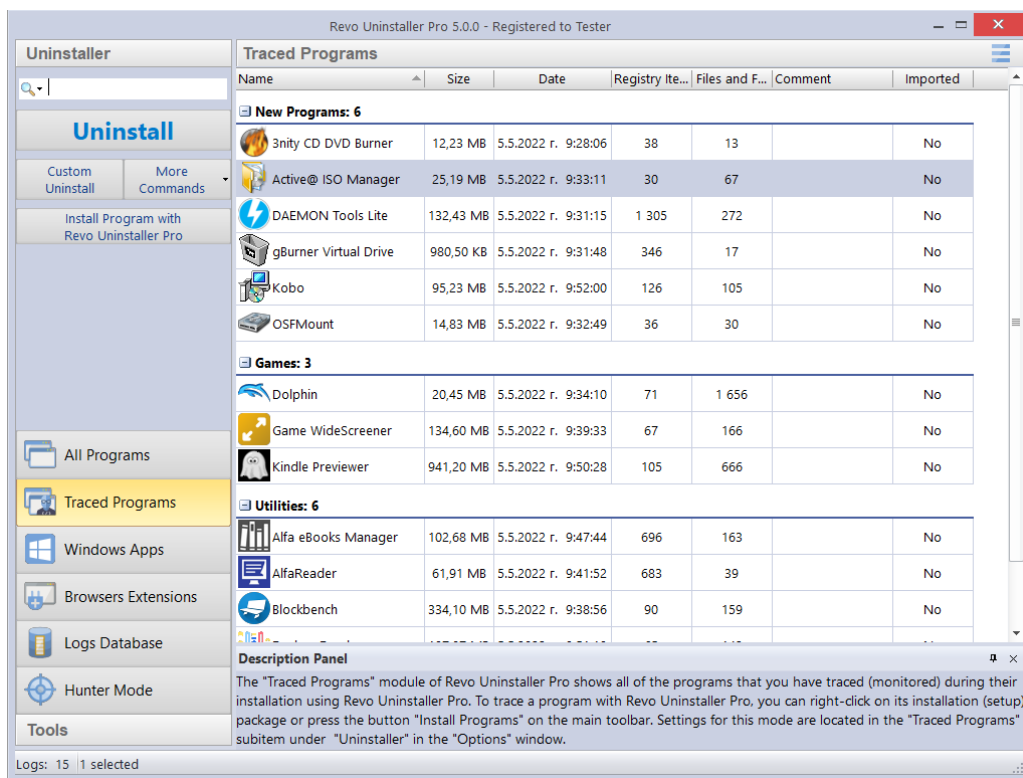 Revo Uninstaller Pro 5.0.0 - Registered to Tester
Uninstaller
Uninstall
Custom Uninstall
More Commands
Install Program with
Revo Uninstaller Pro
All Programs
Traced Programs
Windows Apps
Browsers Extensions
Logs Database
Hunter Mode
Tools
Traced Programs
Name Size Date Registry Ite... Files and F... Comment Imported
New Programs: 6
3nity CD DVD Burner 12,23 MB 5.5.2022 г. 9:28:06 38 13 No
Active@ ISO Manager 25,19 MB 5.5.2022 г. 9:33:11 30 67 No
DAEMON Tools Lite 132,43 MB 5.5.2022 г. 9:31:15 1 305 272 No
gBurner Virtual Drive 980,50 KB 5.5.2022 г. 9:31:48 346 17 No
Kobo 95,23 MB 5.5.2022 г. 9:52:00 126 105 No
OSFMount 14,83 MB 5.5.2022 г. 9:32:49 36 30 No
Games: 3
Dolphin 20,45 MB 5.5.2022 г. 9:34:10 71 1 656 No
Game WideScreener 134,60 MB 5.5.2022 г. 9:39:33 67 166 No
Kindle Previewer 941,20 MB 5.5.2022 г. 9:50:28 105 666 No
Utilities: 6
Alfa eBooks Manager 102,68 MB 5.5.2022 г. 9:47:44 696 163 No
AlfaReader 61,91 MB 5.5.2022 г. 9:41:52 683 39 No
Blockbench 334,10 MB 5.5.2022 г. 9:38:56 90 159 No
Description Panel
The "Traced Programs" module of Revo Uninstaller Pro shows all of the programs that you have traced (monitored) during their
installation using Revo Uninstaller Pro. To trace a program with Revo Uninstaller Pro, you can right-click on its installation (setup)
package or press the button "Install Programs" on the main toolbar. Settings for this mode are located in the "Traced Programs"
subitem under "Uninstaller" in the "Options" window.
Logs: 15 1 selected